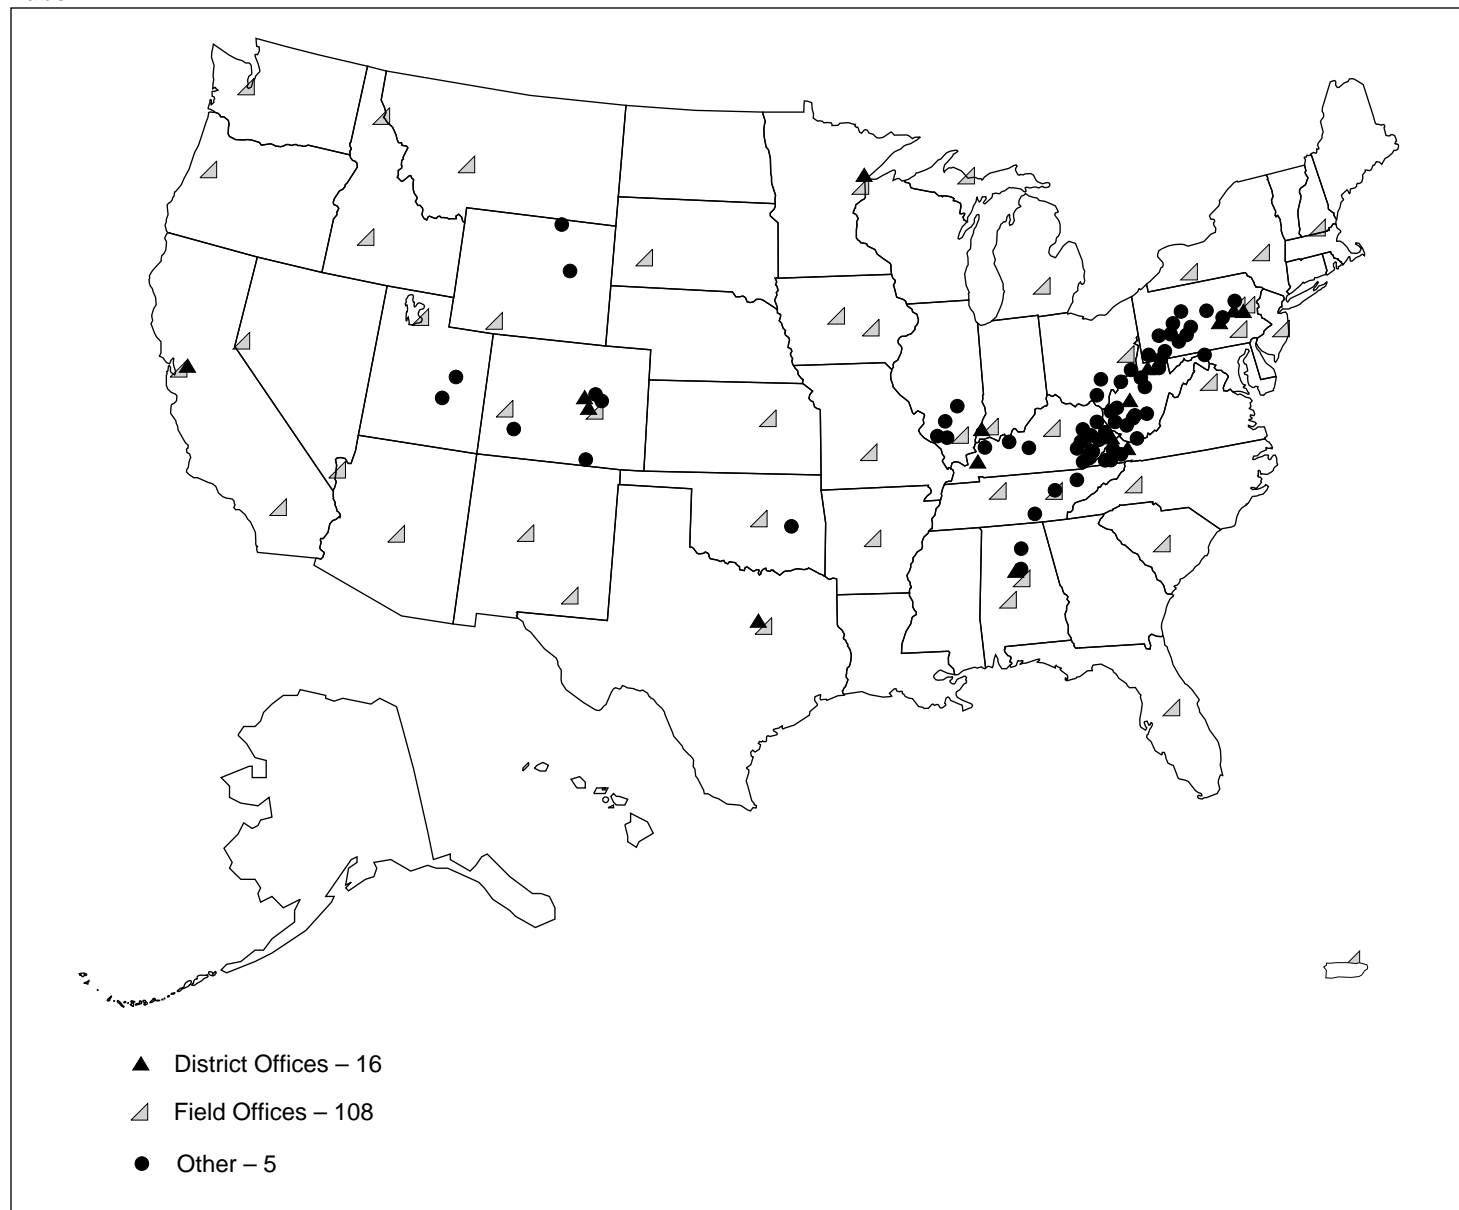 District Offices – 16
Field Offices – 108
Other – 5